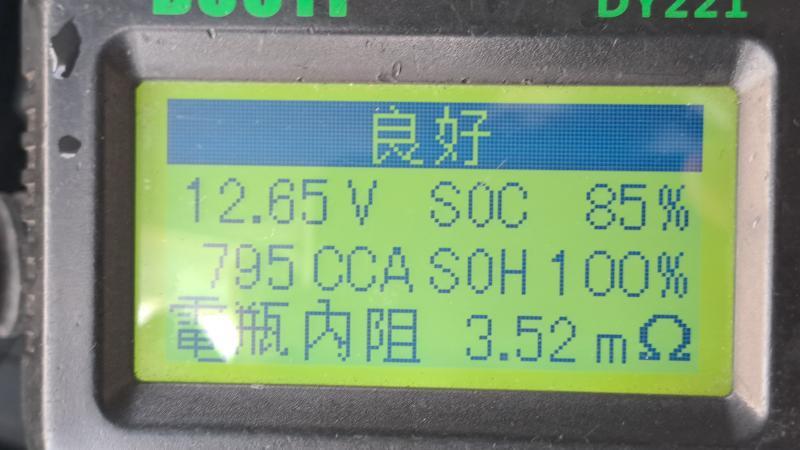 DY221
良好
12.65 V SOC 85%
795 CCA SOH 100%
電瓶內阻 3.52 mΩ